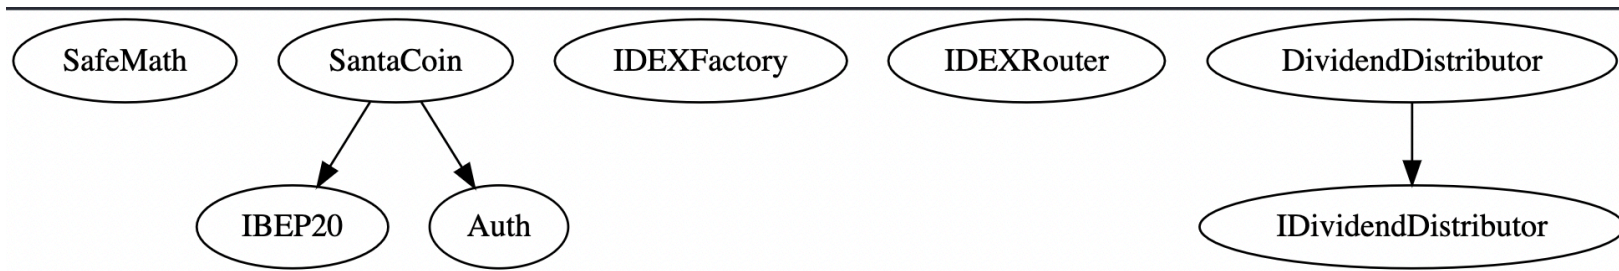 SafeMath
SantaCoin
IDEXFactory
IDEXRouter
DividendDistributor
IBEP20
Auth
IDividendDistributor